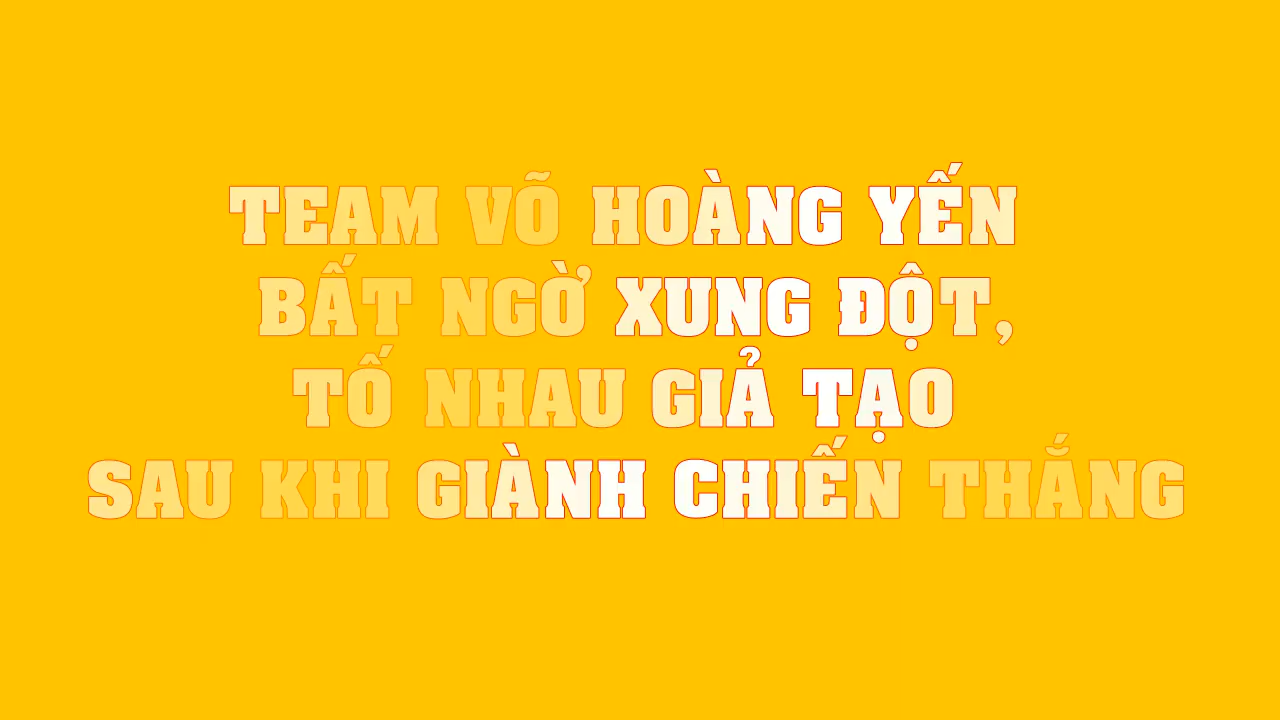 TEAM VÕ HOÀNG YẾN
BẤT NGỜ XUNG ĐỘT,
TỐ NHAU GIẢ TẠO
SAU KHI GIÀNH CHIẾN THẮNG